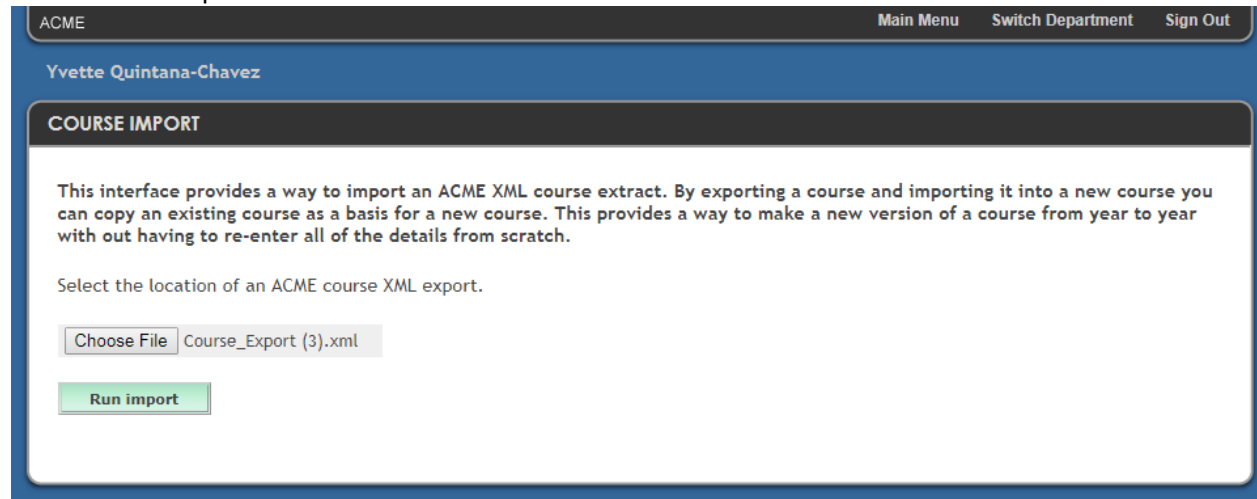 ACME Main Menu Switch Department Sign Out
Yvette Quintana-Chavez
COURSE IMPORT
This interface provides a way to import an ACME XML course extract. By exporting a course and importing it into a new course you
can copy an existing course as a basis for a new course. This provides a way to make a new version of a course from year to year
with out having to re-enter all of the details from scratch.
Select the location of an ACME course XML export.
Choose File Course_Export (3).xml
Run import